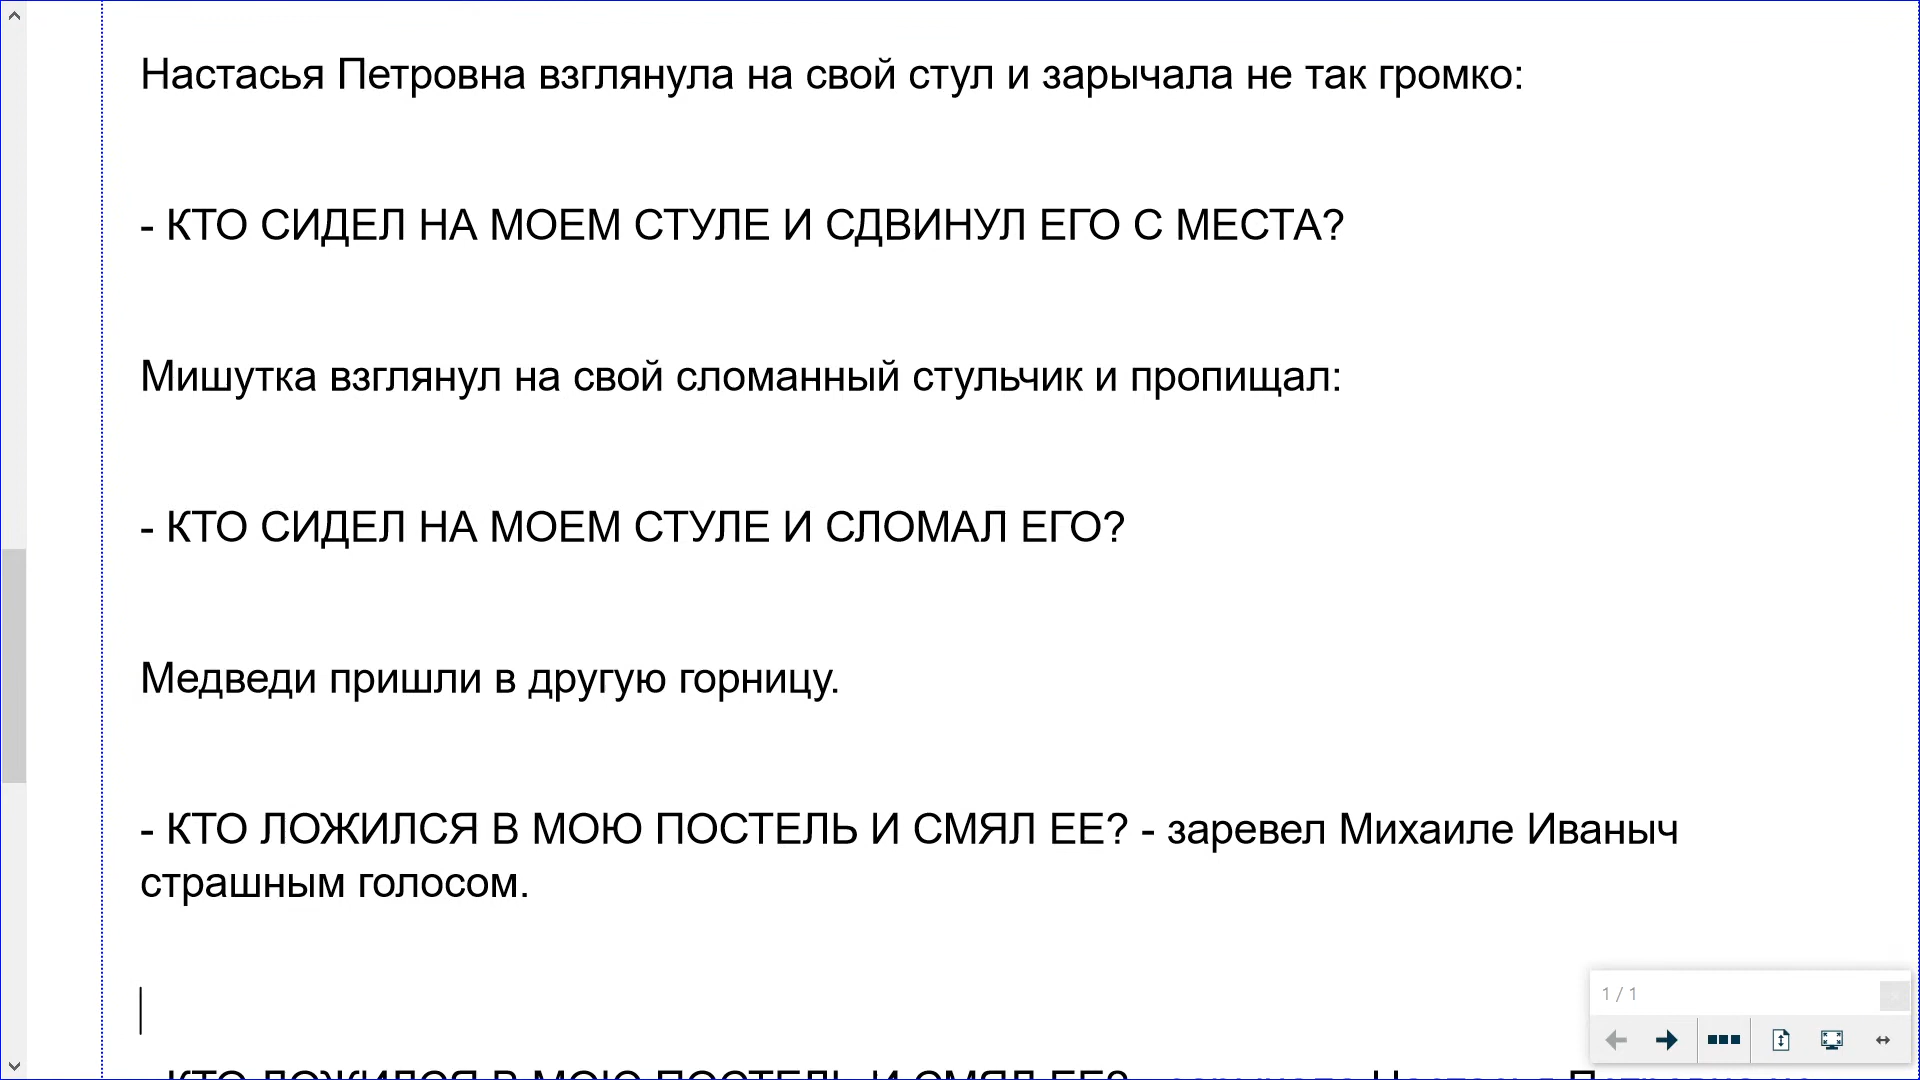 Настасья Петровна взглянула на свой стул и зарычала не так громко:
- КТО СИДЕЛ НА МОЕМ СТУЛЕ И СДВИНУЛ ЕГО С МЕСТА?
Мишутка взглянул на свой сломанный стульчик и пропищал:
- КТО СИДЕЛ НА МОЕМ СТУЛЕ И СЛОМАЛ ЕГО?
Медведи пришли в другую горницу.
- КТО ЛОЖИЛСЯ В МОЮ ПОСТЕЛЬ И СМЯЛ ЕЕ? - заревел Михаиле Иваныч
страшным голосом.
1 / 1